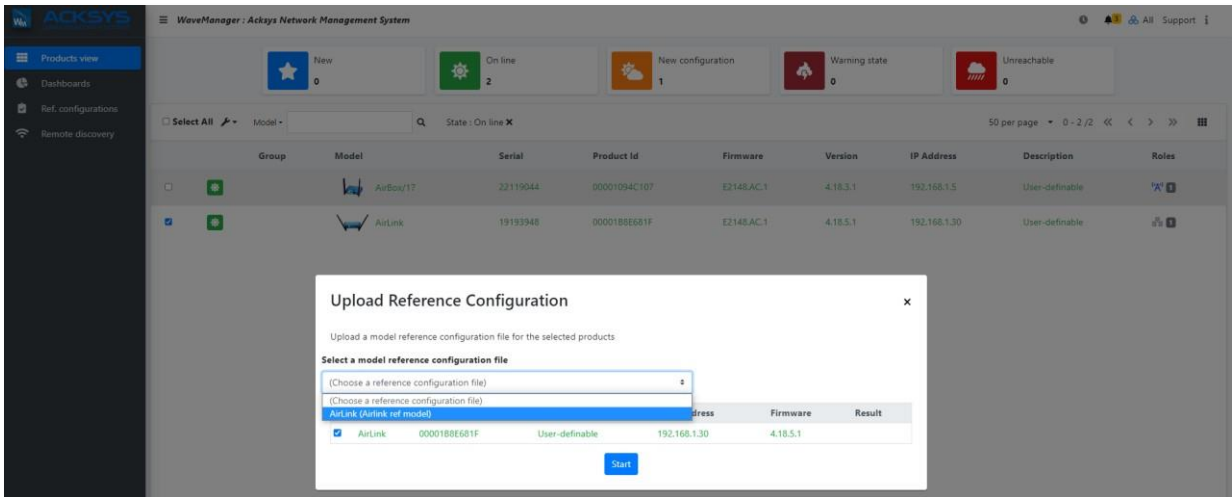 WM ACKSYS
WaveManager : Acksys Network Management System
All Support
Products view
Dashboards
Ref. configurations
Remote discovery
New
0
On line
2
New configuration
1
Warning state
0
Unreachable
0
Select All Model State : On line ✖ 50 per page 0 - 2 /2 « < > »
Group Model Serial Product Id Firmware Version IP Address Description Roles
AirBox/17 22119044 00001094C107 E2148.AC.1 4.18.3.1 192.168.1.5 User-definable
AirLink 19193948 0000188E681F E2148.AC.1 4.18.5.1 192.168.1.30 User-definable
Upload Reference Configuration ×
Upload a model reference configuration file for the selected products
Select a model reference configuration file
(Choose a reference configuration file)
(Choose a reference configuration file)
AirLink (Airlink ref model)
dress Firmware Result
AirLink 0000188E681F User-definable 192.168.1.30 4.18.5.1
Start